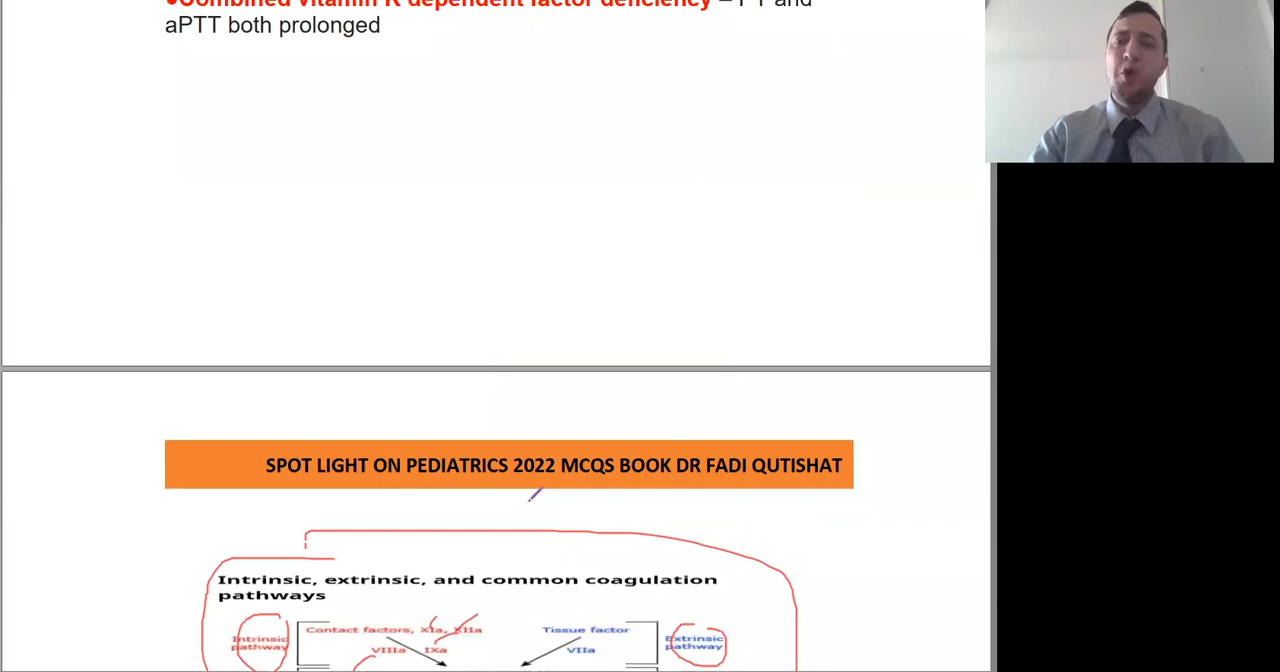 ●Combined vitamin K dependent factor deficiency – PT and
aPTT both prolonged
SPOT LIGHT ON PEDIATRICS 2022 MCQS BOOK DR FADI QUTISHAT
Intrinsic, extrinsic, and common coagulation
pathways
Contact factors, XIa, XIIa
Tissue factor
Intrinsic
pathway
Extrinsic
pathway
VIIIa IXa
VIIa